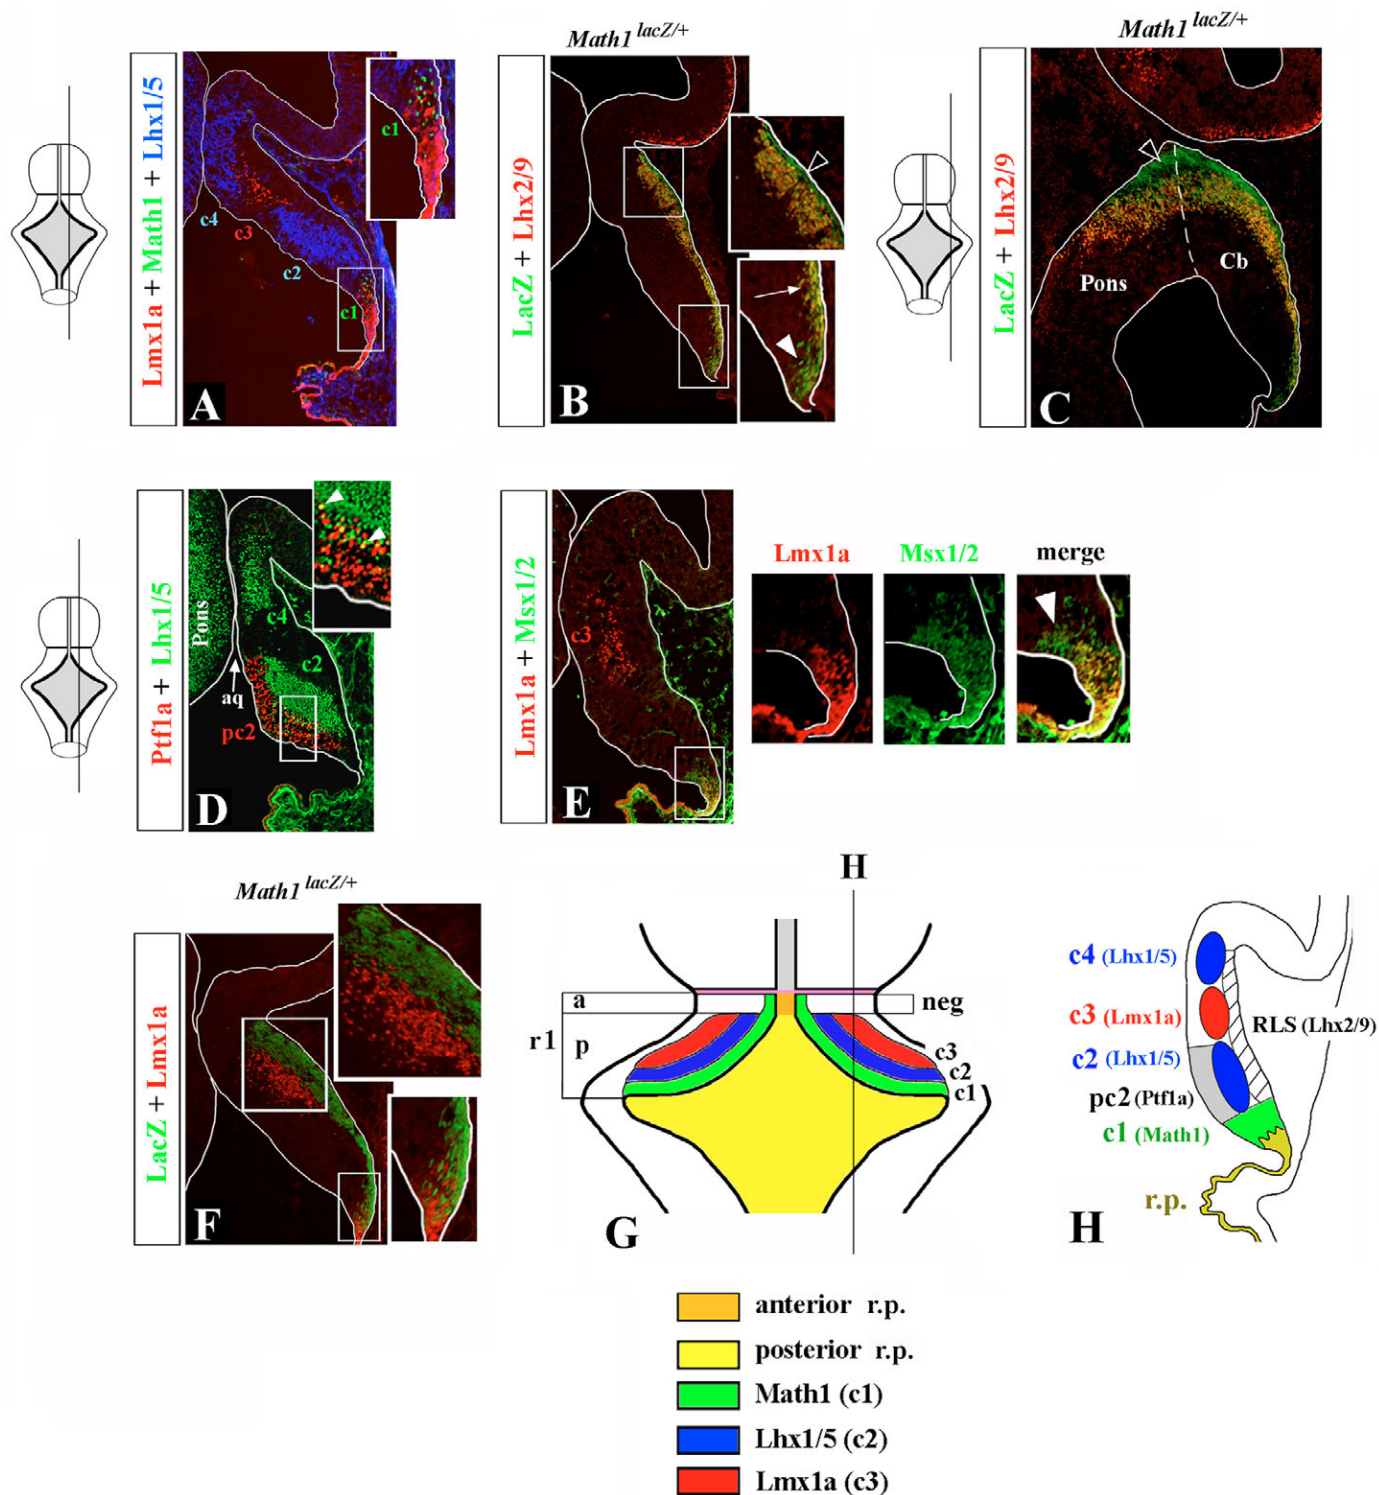 Math1 lacZ/+
Math1 lacZ/+
Lmx1a + Math1 + Lhx1/5
c1
c4
c3
c2
c1
A
LacZ + Lhx2/9
B
LacZ + Lhx2/9
Pons
Cb
C
Ptf1a + Lhx1/5
Pons
c4
c2
aq
pc2
D
Lmx1a + Msx1/2
c3
E
Lmx1a
Msx1/2
merge
Math1 lacZ/+
LacZ + Lmx1a
F
H
a
neg
r1
p
c3
c2
c1
G
c4 (Lhx1/5)
c3 (Lmx1a)
RLS (Lhx2/9)
c2 (Lhx1/5)
pc2 (Ptf1a)
c1 (Math1)
r.p.
H
anterior r.p.
posterior r.p.
Math1 (c1)
Lhx1/5 (c2)
Lmx1a (c3)